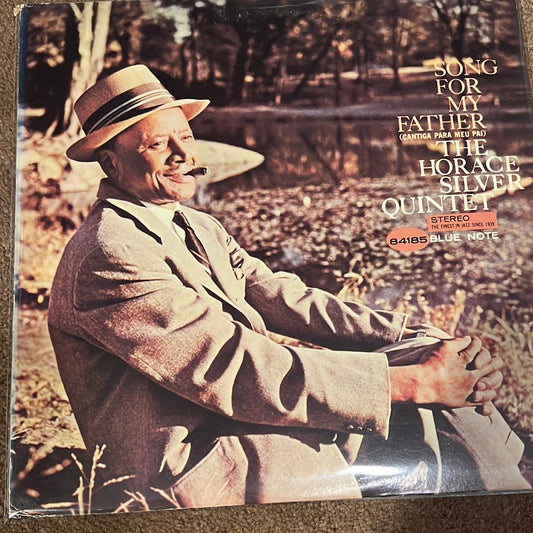 SONG
FOR
MY
FATHER
(CANTIGA PARA MEU PAI)
THE
HORACE
SILVER
QUINTET
STEREO
THE FINEST IN JAZZ SINCE 1939
84185 BLUE NOTE